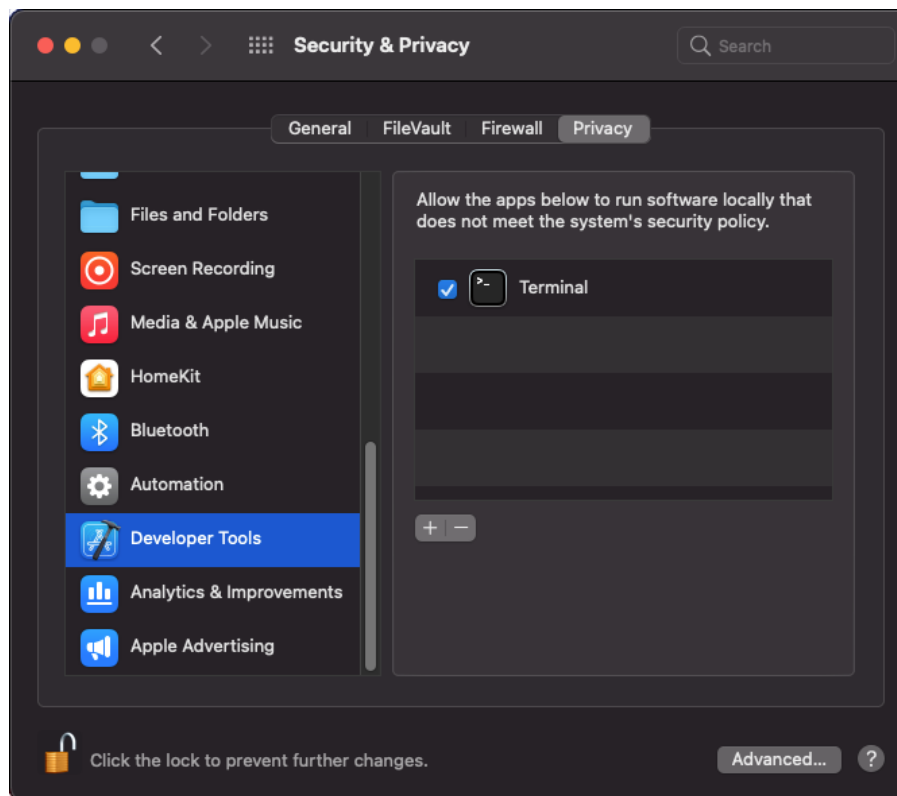 Security & Privacy
Search
General
FileVault
Firewall
Privacy
Files and Folders
Screen Recording
Media & Apple Music
HomeKit
Bluetooth
Automation
Developer Tools
Analytics & Improvements
Apple Advertising
Allow the apps below to run software locally that
does not meet the system's security policy.
Terminal
Click the lock to prevent further changes.
Advanced...
?